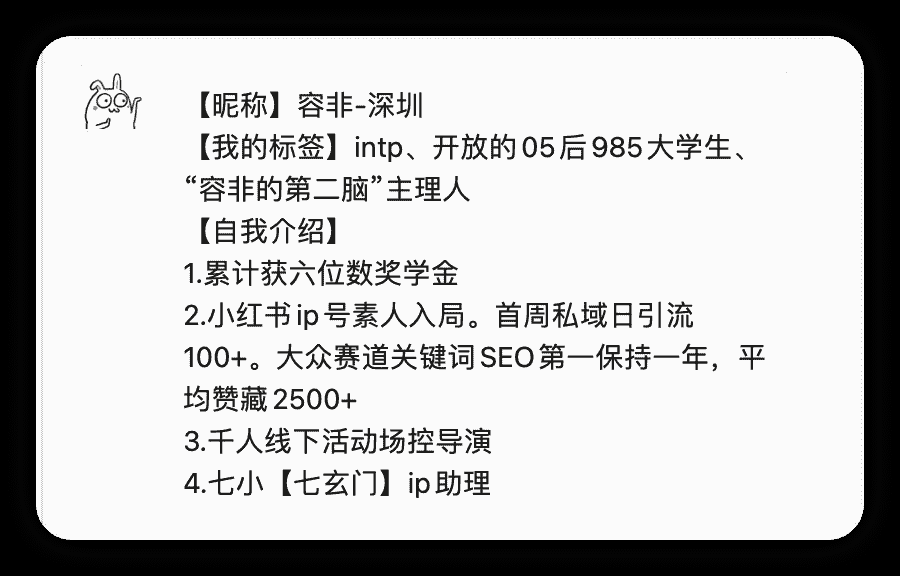 【昵称】容非-深圳
【我的标签】intp、开放的05后985大学生、
“容非的第二脑”主理人
【自我介绍】
1.累计获六位数奖学金
2.小红书ip号素人入局。首周私域日引流
100+。大众赛道关键词SEO第一保持一年，平
均赞藏2500+
3.千人线下活动场控导演
4.七小【七玄门】ip助理